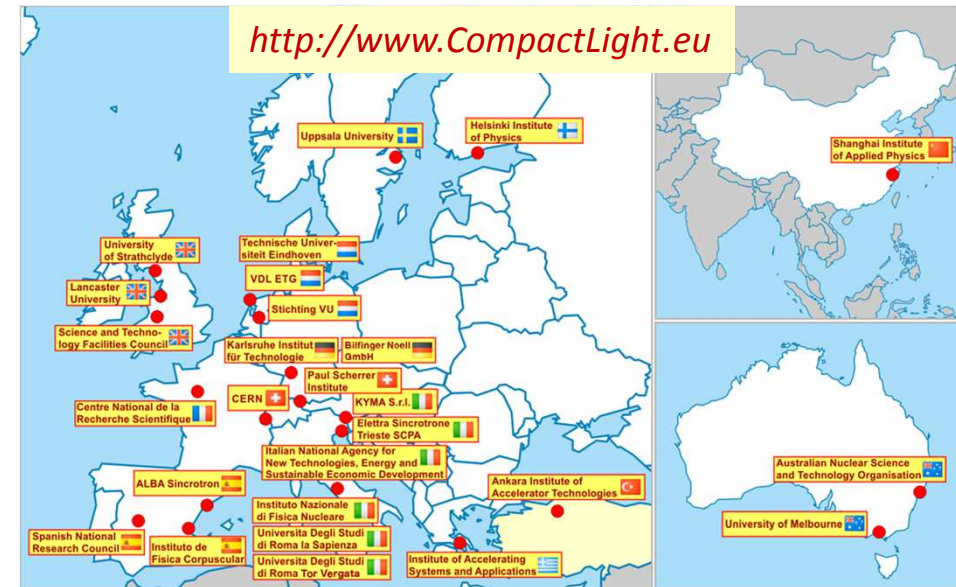 http://www.CompactLight.eu
Uppsala University
Helsinki Institute
of Physics
Shanghai Institute
of Applied Physics
University
of Strathclyde
Technische Univer-
siteit Eindhoven
Lancaster
University
VDL ETG
Stichting VU
Science and Techno-
logy Facilities Council
Karlsruhe Institut
für Technologie
Bilfinger Noell
GmbH
Paul Scherrer
Institute
CERN
KYMA S.r.l.
Centre National de la
Recherche Scientifique
Elettra Sincrotrone
Trieste SCPA
Italian National Agency for
New Technologies, Energy and
Sustainable Economic Development
ALBA Sincrotron
Ankara Institute of
Accelerator Technologies
Australian Nuclear Science
and Technology Organisation
Instituto Nazionale
di Fisica Nucleare
University of Melbourne
Spanish National
Research Council
Instituto de
Fisica Corpuscular
Universita Degli Studi
di Roma la Sapienza
Universita Degli Studi
di Roma Tor Vergata
Institute of Accelerating
Systems and Applications